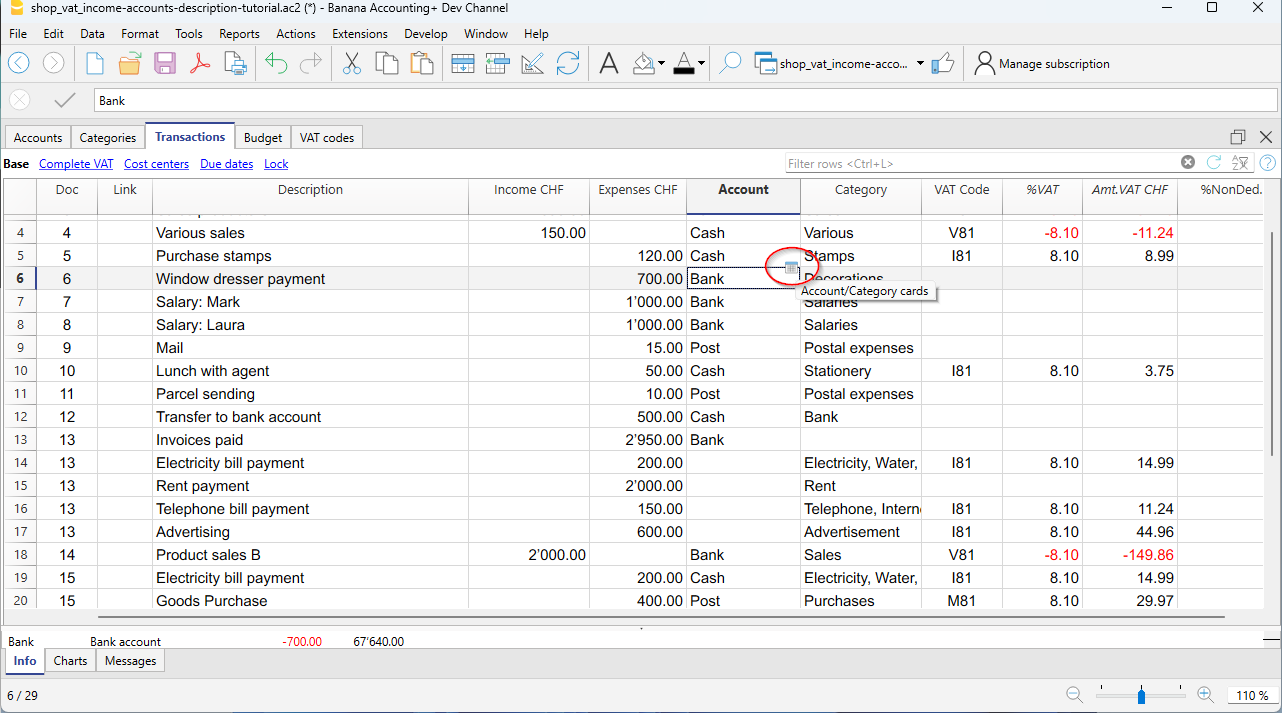 shop_vat_income-accounts-description-tutorial.ac2 (*) - Banana Accounting+ Dev Channel
File Edit Data Format Tools Reports Actions Extensions Develop Window Help
shop_vat_income-acco... Manage subscription
Bank
Accounts Categories Transactions Budget VAT codes
Base Complete VAT Cost centers Due dates Lock Filter rows <Ctrl+L>
Doc Link Description Income CHF Expenses CHF Account Category VAT Code %VAT Amt.VAT CHF %NonDed.
4 4 Various sales 150.00 Cash Various V81 -8.10 -11.24
5 5 Purchase stamps 120.00 Cash Stamps I81 8.10 8.99
6 6 Window dresser payment 700.00 Bank Decorations
Account/Category cards
7 7 Salary: Mark 1'000.00 Bank Salaries
8 8 Salary: Laura 1'000.00 Bank Salaries
9 9 Mail 15.00 Post Postal expenses
10 10 Lunch with agent 50.00 Cash Stationery I81 8.10 3.75
11 11 Parcel sending 10.00 Post Postal expenses
12 12 Transfer to bank account 500.00 Cash Bank
13 13 Invoices paid 2'950.00 Bank
14 13 Electricity bill payment 200.00 Electricity, Water, I81 8.10 14.99
15 13 Rent payment 2'000.00 Rent
16 13 Telephone bill payment 150.00 Telephone, Intern I81 8.10 11.24
17 13 Advertising 600.00 Advertisement I81 8.10 44.96
18 14 Product sales B 2'000.00 Bank Sales V81 -8.10 -149.86
19 15 Electricity bill payment 200.00 Cash Electricity, Water, I81 8.10 14.99
20 15 Goods Purchase 400.00 Post Purchases M81 8.10 29.97
Bank Bank account -700.00 67'640.00
Info Charts Messages
6 / 29 110 %